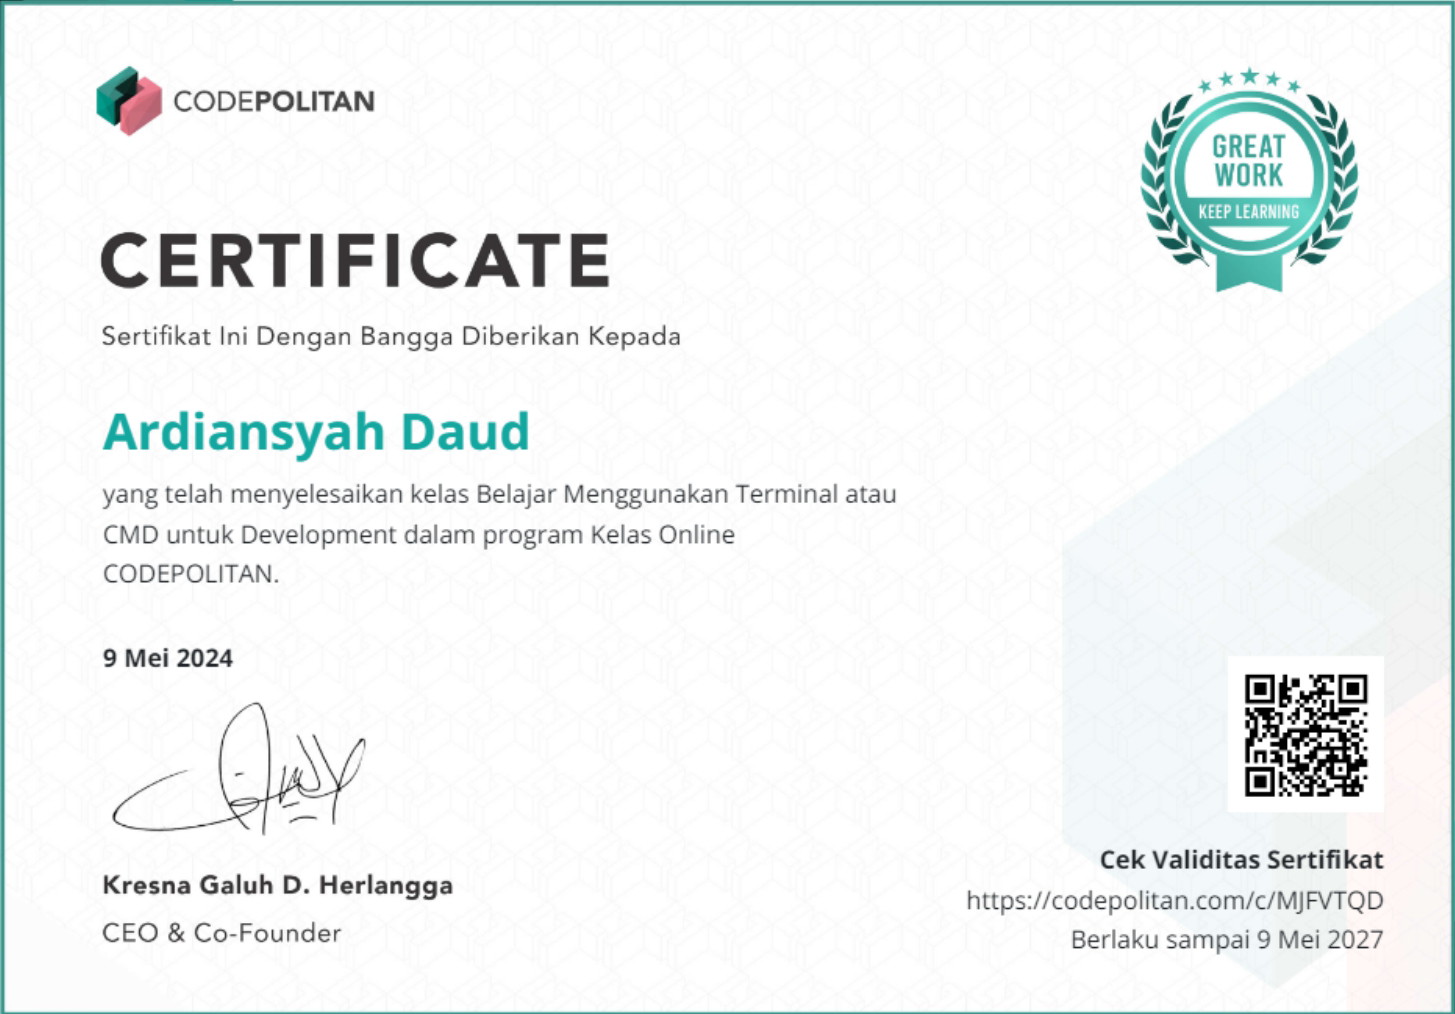 CODEPOLITAN
GREAT
WORK
KEEP LEARNING
CERTIFICATE
Sertifikat Ini Dengan Bangga Diberikan Kepada
Ardiansyah Daud
yang telah menyelesaikan kelas Belajar Menggunakan Terminal atau
CMD untuk Development dalam program Kelas Online
CODEPOLITAN.
9 Mei 2024
Kresna Galuh D. Herlangga
CEO & Co-Founder
Cek Validitas Sertifikat
https://codepolitan.com/c/MJFVTQD
Berlaku sampai 9 Mei 2027